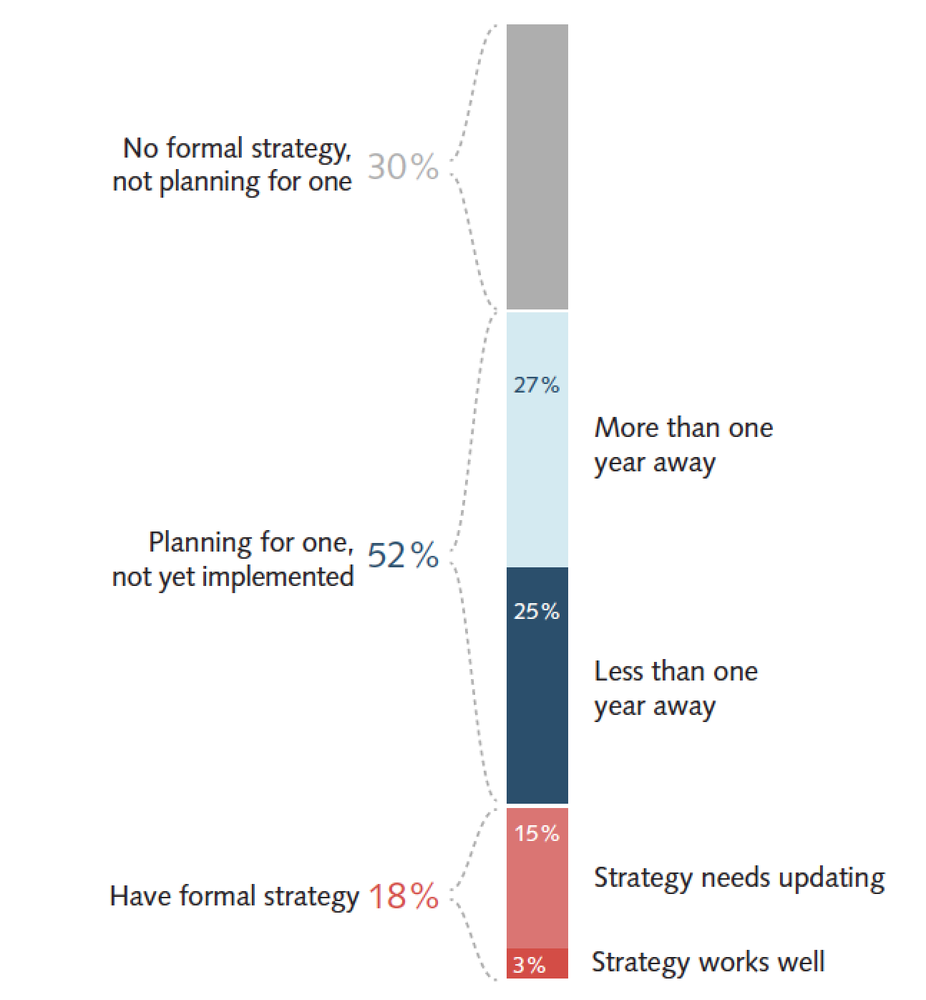 No formal strategy,
not planning for one
30%
27%
More than one
year away
Planning for one,
not yet implemented
52%
25%
Less than one
year away
15%
Strategy needs updating
Have formal strategy 18%
3%
Strategy works well